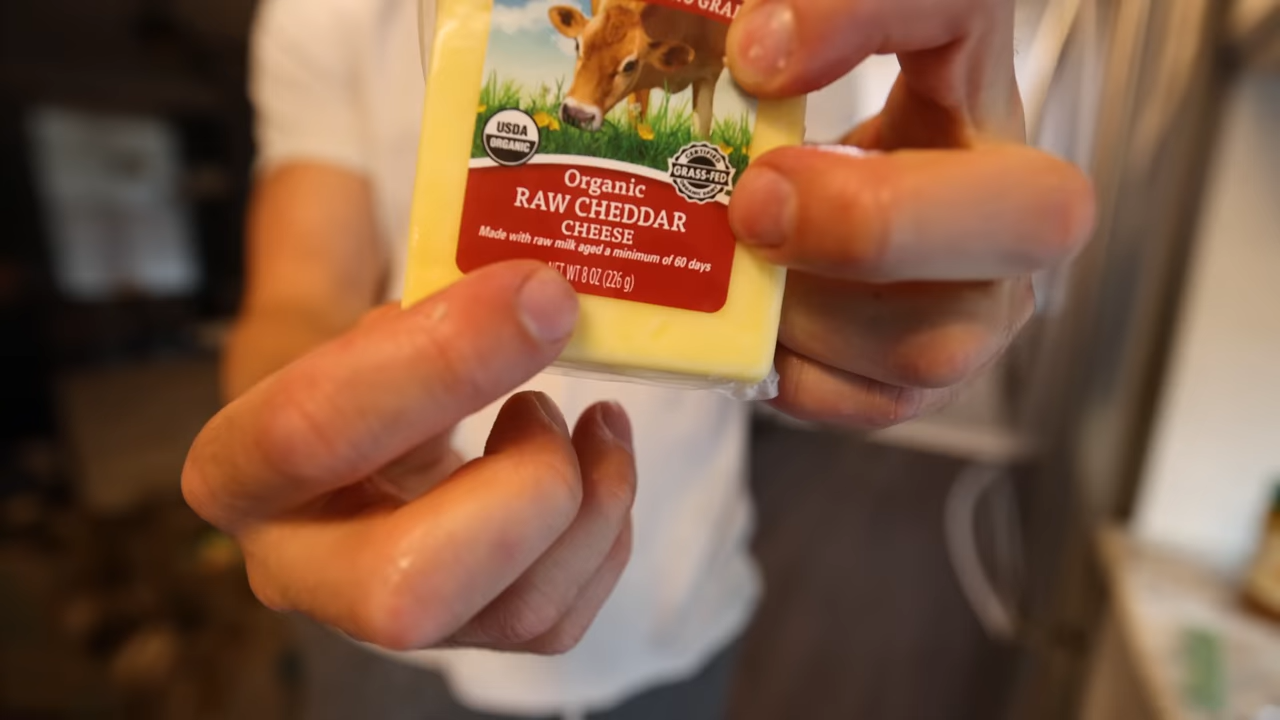 USDA
ORGANIC
CERTIFIED
GRASS-FED
Organic
RAW CHEDDAR
CHEESE
Made with raw milk aged a minimum of 60 days
NET WT 8 OZ (226 g)